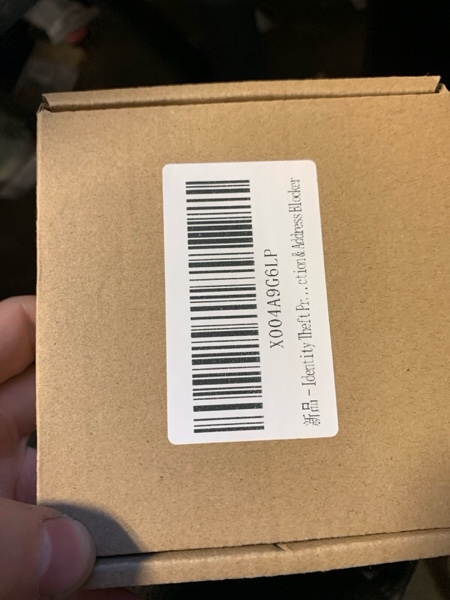 X004A9G6LP
新品 - Identity Theft Pr...ction & Address Blocker